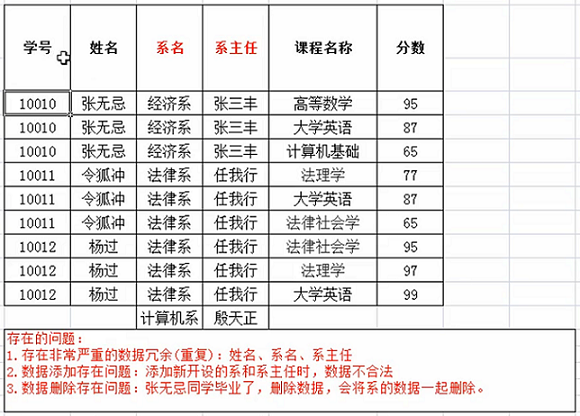 学号 姓名 系名 系主任 课程名称 分数
10010 张无忌 经济系 张三丰 高等数学 95
10010 张无忌 经济系 张三丰 大学英语 87
10010 张无忌 经济系 张三丰 计算机基础 65
10011 令狐冲 法律系 任我行 法理学 77
10011 令狐冲 法律系 任我行 大学英语 87
10011 令狐冲 法律系 任我行 法律社会学 65
10012 杨过 法律系 任我行 法律社会学 95
10012 杨过 法律系 任我行 法理学 97
10012 杨过 法律系 任我行 大学英语 99
计算机系 殷天正
存在的问题：
1.存在非常严重的数据冗余(重复)：姓名、系名、系主任
2.数据添加存在问题：添加新开设的系和系主任时，数据不合法
3.数据删除存在问题：张无忌同学毕业了，删除数据，会将系的数据一起删除。